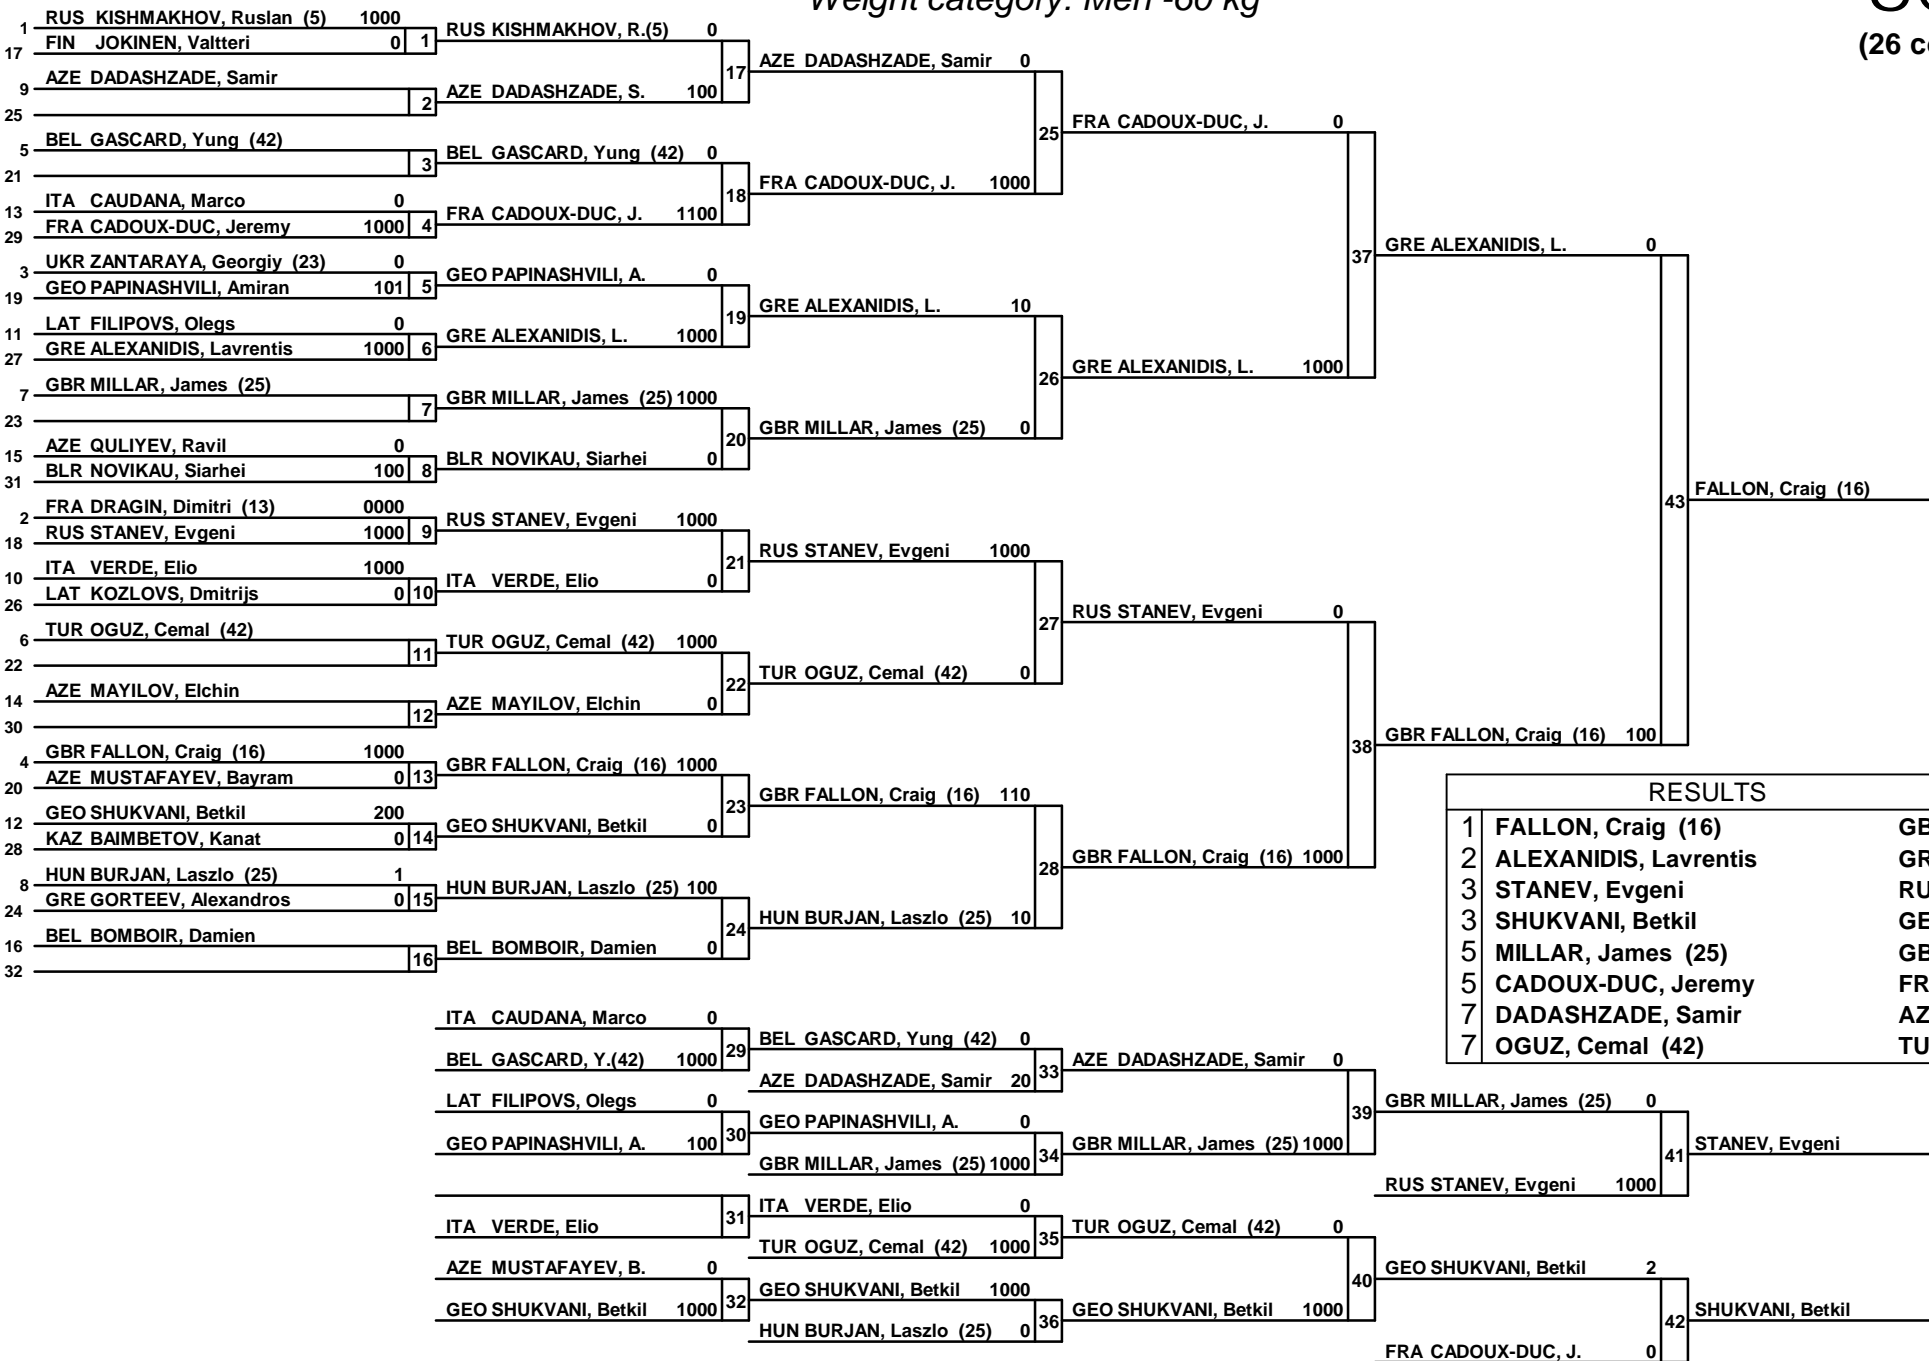 Weight category: Men -60 kg
(26 c
1 RUS KISHMAKHOV, Ruslan (5) 1000
17 FIN JOKINEN, Valtteri 0 1
9 AZE DADASHZADE, Samir
25 2
5 BEL GASCARD, Yung (42)
21 3
13 ITA CAUDANA, Marco 0
29 FRA CADOUX-DUC, Jeremy 1000 4
3 UKR ZANTARAYA, Georgiy (23) 0
19 GEO PAPINASHVILI, Amiran 101 5
11 LAT FILIPOVS, Olegs 0
27 GRE ALEXANIDIS, Lavrentis 1000 6
7 GBR MILLAR, James (25)
23 7
15 AZE QULIYEV, Ravil 0
31 BLR NOVIKAU, Siarhei 100 8
2 FRA DRAGIN, Dimitri (13) 0000
18 RUS STANEV, Evgeni 1000 9
10 ITA VERDE, Elio 1000
26 LAT KOZLOVS, Dmitrijs 0 10
6 TUR OGUZ, Cemal (42)
22 11
14 AZE MAYILOV, Elchin
30 12
4 GBR FALLON, Craig (16) 1000
20 AZE MUSTAFAYEV, Bayram 0 13
12 GEO SHUKVANI, Betkil 200
28 KAZ BAIMBETOV, Kanat 0 14
8 HUN BURJAN, Laszlo (25) 1
24 GRE GORTEEV, Alexandros 0 15
16 BEL BOMBOIR, Damien
32 16
RUS KISHMAKHOV, R.(5) 0
17
AZE DADASHZADE, S. 100
BEL GASCARD, Yung (42) 0
18
FRA CADOUX-DUC, J. 1100
GEO PAPINASHVILI, A. 0
19
GRE ALEXANIDIS, L. 1000
GBR MILLAR, James (25) 1000
20
BLR NOVIKAU, Siarhei 0
RUS STANEV, Evgeni 1000
21
ITA VERDE, Elio 0
TUR OGUZ, Cemal (42) 1000
22
AZE MAYILOV, Elchin 0
GBR FALLON, Craig (16) 1000
23
GEO SHUKVANI, Betkil 0
HUN BURJAN, Laszlo (25) 100
24
BEL BOMBOIR, Damien 0
AZE DADASHZADE, Samir 0
25
FRA CADOUX-DUC, J. 1000
GRE ALEXANIDIS, L. 10
26
GBR MILLAR, James (25) 0
RUS STANEV, Evgeni 1000
27
TUR OGUZ, Cemal (42) 0
GBR FALLON, Craig (16) 110
28
HUN BURJAN, Laszlo (25) 10
FRA CADOUX-DUC, J. 0
37
GRE ALEXANIDIS, L. 1000
RUS STANEV, Evgeni 0
38
GBR FALLON, Craig (16) 1000
GRE ALEXANIDIS, L. 0
43
GBR FALLON, Craig (16) 100
FALLON, Craig (16)
RESULTS
1 FALLON, Craig (16) GB
2 ALEXANIDIS, Lavrentis GR
3 STANEV, Evgeni RU
3 SHUKVANI, Betkil GE
5 MILLAR, James (25) GB
5 CADOUX-DUC, Jeremy FR
7 DADASHZADE, Samir AZ
7 OGUZ, Cemal (42) TU
ITA CAUDANA, Marco 0
29
BEL GASCARD, Y.(42) 1000
LAT FILIPOVS, Olegs 0
30
GEO PAPINASHVILI, A. 100
31
ITA VERDE, Elio
AZE MUSTAFAYEV, B. 0
32
GEO SHUKVANI, Betkil 1000
BEL GASCARD, Yung (42) 0
33
AZE DADASHZADE, Samir 20
GEO PAPINASHVILI, A. 0
34
GBR MILLAR, James (25) 1000
ITA VERDE, Elio 0
35
TUR OGUZ, Cemal (42) 1000
GEO SHUKVANI, Betkil 1000
36
HUN BURJAN, Laszlo (25) 0
AZE DADASHZADE, Samir 0
39
GBR MILLAR, James (25) 1000
TUR OGUZ, Cemal (42) 0
40
GEO SHUKVANI, Betkil 1000
GBR MILLAR, James (25) 0
41
RUS STANEV, Evgeni 1000
GEO SHUKVANI, Betkil 2
42
FRA CADOUX-DUC, J. 0
STANEV, Evgeni
SHUKVANI, Betkil